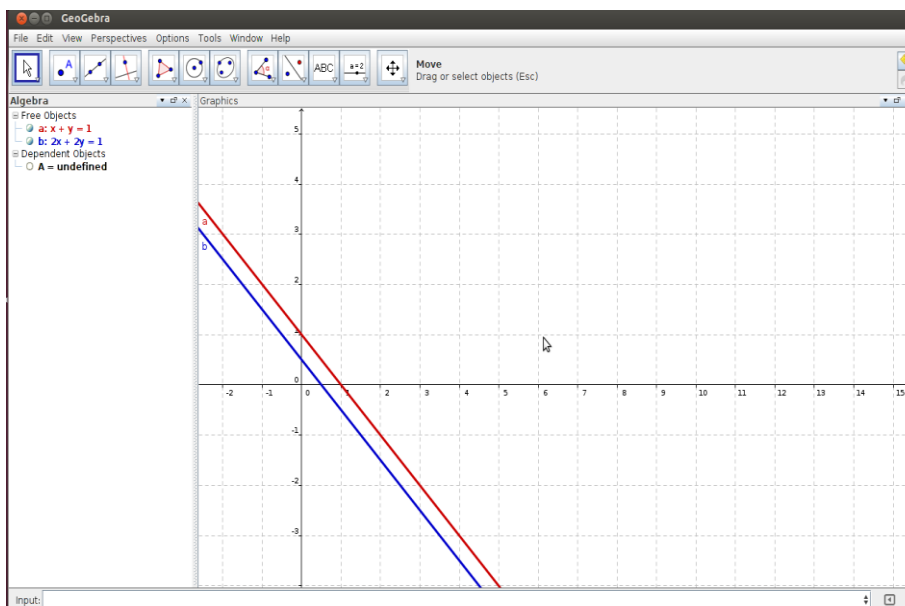 GeoGebra
File Edit View Perspectives Options Tools Window Help
A
α
ABC
a=2
Move
Drag or select objects (Esc)
Algebra
Graphics
Free Objects
a: x + y = 1
b: 2x + 2y = 1
Dependent Objects
A = undefined
5
4
a
3
b
2
1
0
-2 -1 0 1 2 3 4 5 6 7 8 9 10 11 12 13 14 15
-1
-2
-3
Input: